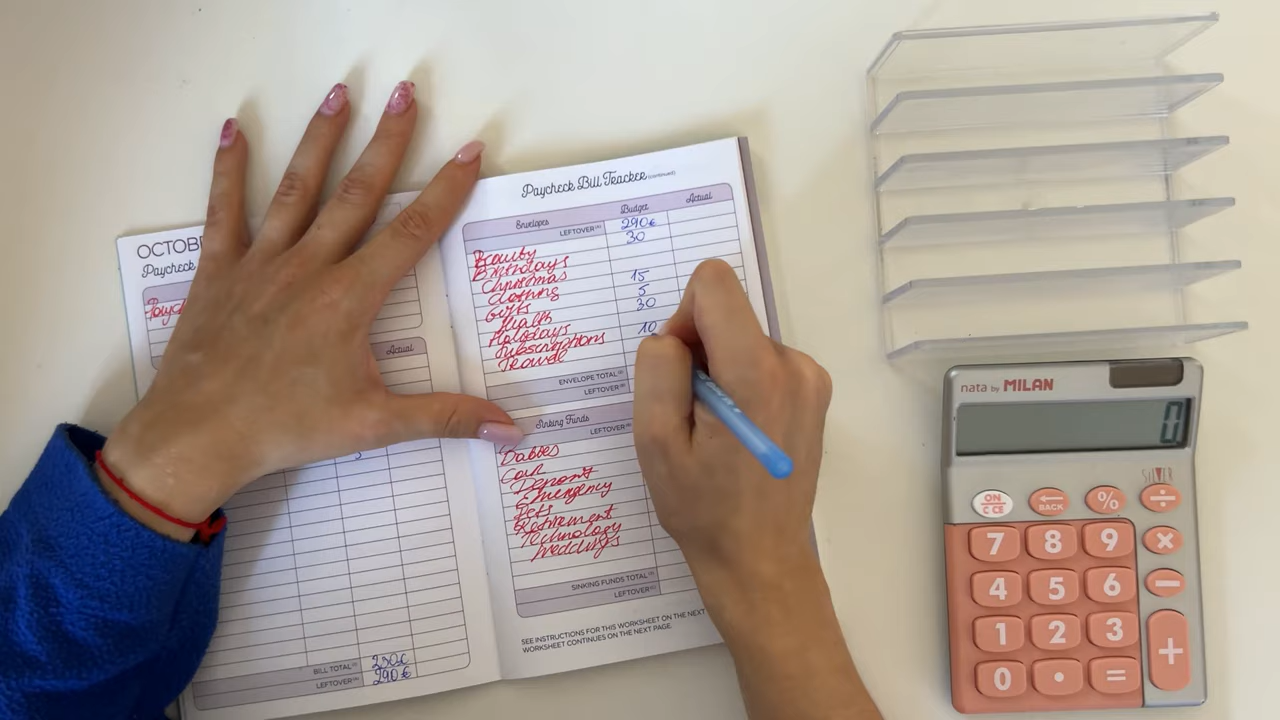 OCTOB
Paycheck
Actual
BILL TOTAL
LEFTOVER
290€
Paycheck Bill Tracker (continued)
Envelopes Budget Actual
LEFTOVER 290€
30
Beauty
Birthdays
Christmas 15
Clothing 5
Gifts 30
Health
Holidays 10
Subscriptions
Travel
ENVELOPE TOTAL
LEFTOVER
Sinking Funds
LEFTOVER
Car
Deposit
Emergency
Pets
Retirement
Technology
Weddings
SINKING FUNDS TOTAL
LEFTOVER
SEE INSTRUCTIONS FOR THIS WORKSHEET ON THE NEXT
WORKSHEET CONTINUES ON THE NEXT PAGE.
nata by MILAN
0
SILVER
ON C CE BACK % ÷
7 8 9 ×
4 5 6 −
1 2 3 +
0 • =